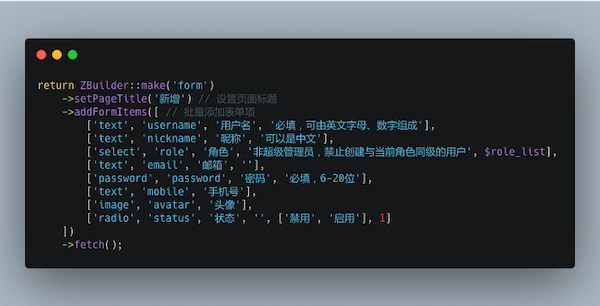 return ZBuilder::make('form')
    ->setPageTitle('新增') // 设置页面标题
    ->addFormItems([ // 批量添加表单项
        ['text', 'username', '用户名', '必填，可由英文字母、数字组成'],
        ['text', 'nickname', '昵称', '可以是中文'],
        ['select', 'role', '角色', '非超级管理员，禁止创建与当前角色同级的用户', $role_list],
        ['text', 'email', '邮箱', ''],
        ['password', 'password', '密码', '必填，6-20位'],
        ['text', 'mobile', '手机号'],
        ['image', 'avatar', '头像'],
        ['radio', 'status', '状态', '', ['禁用', '启用'], 1]
    ])
    ->fetch();